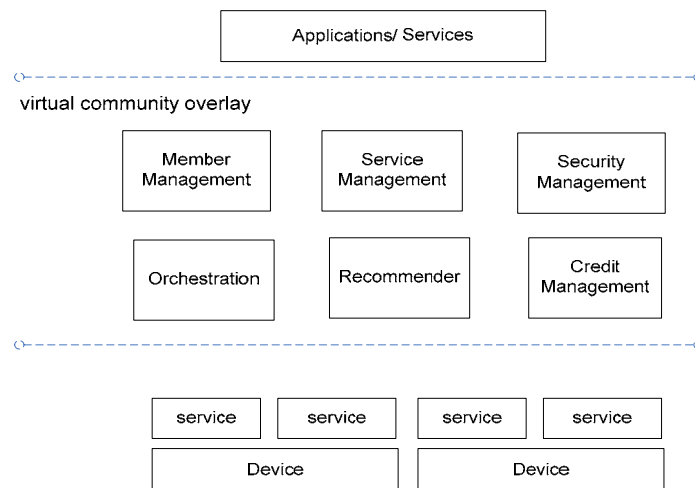 Applications/ Services
virtual community overlay
Member
Management
Service
Management
Security
Management
Orchestration
Recommender
Credit
Management
service
service
service
service
Device
Device